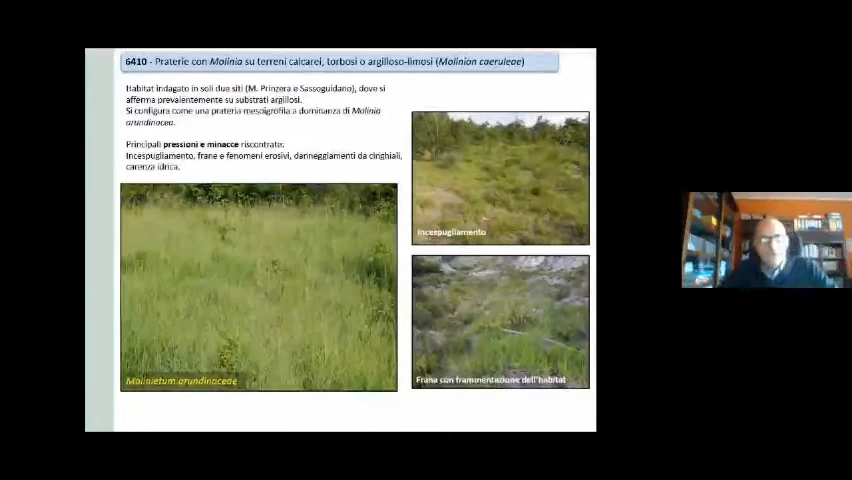 6410 - Praterie con Molinia su terreni calcarei, torbosi o argilloso-limosi (Molinion caeruleae)
Habitat indagato in soli due siti (M. Prinzera e Sassoguidano), dove si
afferma prevalentemente su substrati argillosi.
Si configura come una prateria mesoigrofila a dominanza di Molinia
arundinacea.
Principali pressioni e minacce riscontrate:
Incespugliamento, frane e fenomeni erosivi, danneggiamenti da cinghiali,
carenza idrica.
Incespugliamento
Molinietum arundinaceae
Frana con frammentazione dell'habitat